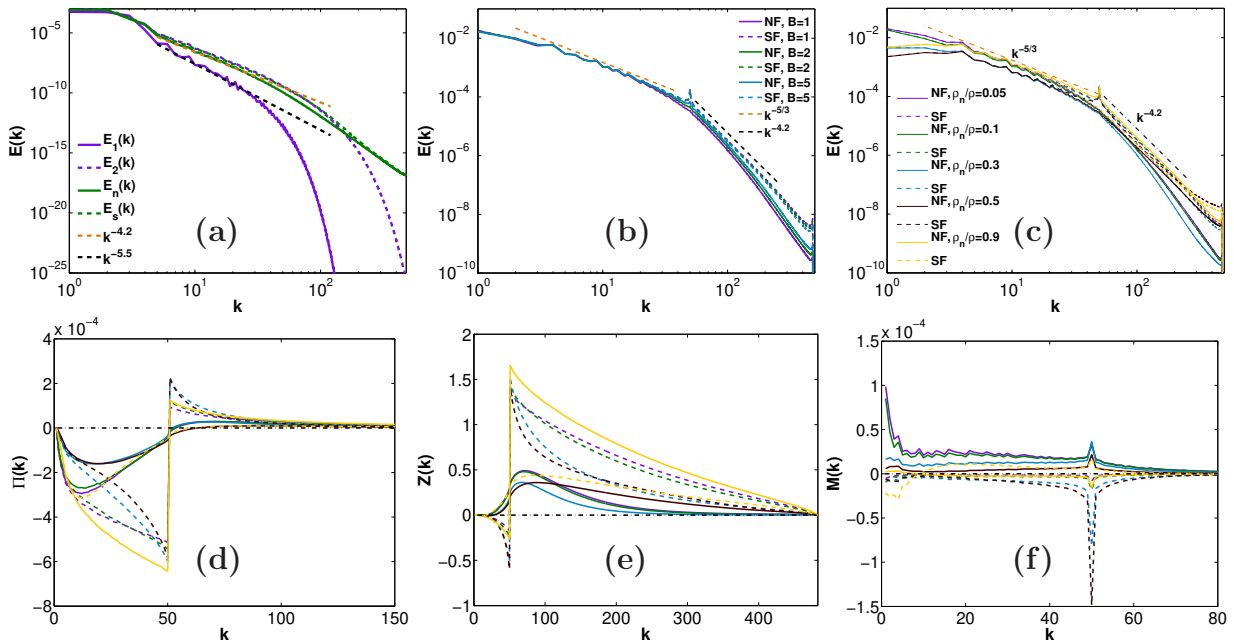 10^-5
10^-10
10^-15
10^-20
10^-25
10^0
10^1
10^2
E(k)
k
E_1(k)
E_2(k)
E_n(k)
E_s(k)
k^-4.2
k^-5.5
(a)
10^-2
10^-4
10^-6
10^-8
10^-10
10^0
10^1
10^2
E(k)
k
NF, B=1
SF, B=1
NF, B=2
SF, B=2
NF, B=5
SF, B=5
k^-5/3
k^-4.2
(b)
10^-2
10^-4
10^-6
10^-8
10^-10
10^0
10^1
10^2
E(k)
k
k^-5/3
k^-4.2
NF, ρ_n/ρ=0.05
SF
NF, ρ_n/ρ=0.1
SF
NF, ρ_n/ρ=0.3
SF
NF, ρ_n/ρ=0.5
SF
NF, ρ_n/ρ=0.9
SF
(c)
x 10^-4
4
2
0
−2
−4
−6
−8
0
50
100
150
Π(k)
k
(d)
2
1.5
1
0.5
0
−0.5
−1
100
200
300
400
Z(k)
k
(e)
x 10^-4
1.5
1
0.5
0
−0.5
−1
−1.5
0
20
40
60
80
M(k)
k
(f)